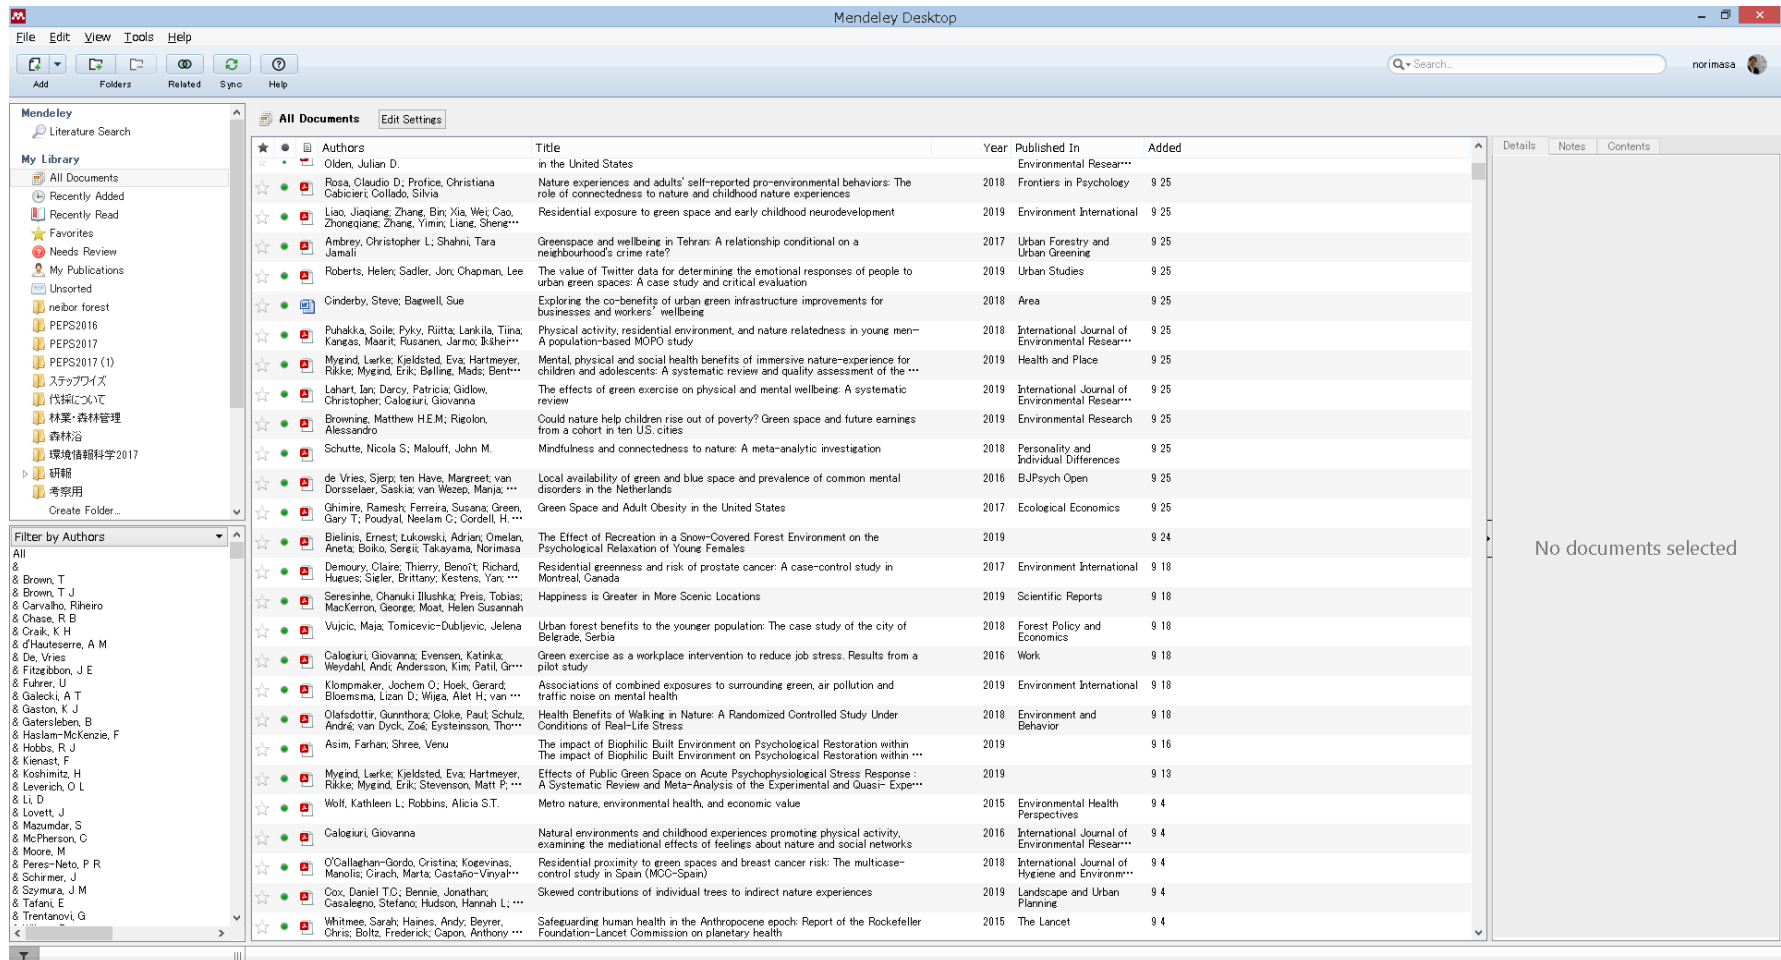 Mendeley Desktop
File Edit View Tools Help
Search...
norimasa
Add Folders Related Sync Help
Mendeley
Literature Search
My Library
All Documents
Recently Added
Recently Read
Favorites
Needs Review
My Publications
Unsorted
neibor forest
PEPS2016
PEPS2017
PEPS2017 (1)
ステップワイズ
伐採について
林業・森林管理
森林浴
環境情報科学2017
研報
考察用
Create Folder...
Filter by Authors
All
&
& Brown, T
& Brown, T J
& Carvalho, Riheiro
& Chase, R B
& Craik, K H
& d'Hauteserre, A M
& De, Vries
& Fitzgibbon, J E
& Fuhrer, U
& Galecki, A T
& Gaston, K J
& Gatersleben, B
& Haslam-McKenzie, F
& Hobbs, R J
& Kienast, F
& Koshimitz, H
& Leverich, O L
& Li, D
& Lovett, J
& Mazumdar, S
& McPherson, C
& Moore, M
& Peres-Neto, P R
& Schirmer, J
& Szymura, J M
& Tafani, E
& Trentanovi, G
All Documents Edit Settings
Authors Title Year Published In Added
Olden, Julian D. in the United States Environmental Resear…
Rosa, Claudio D.; Profice, Christiana Nature experiences and adults' self-reported pro-environmental behaviors: The 2018 Frontiers in Psychology 9 25
Cabicieri; Collado, Silvia role of connectedness to nature and childhood nature experiences
Liao, Jiaqiang; Zhang, Bin; Xia, Wei; Cao, Residential exposure to green space and early childhood neurodevelopment 2019 Environment International 9 25
Zhongqiang; Zhang, Yimin; Liang, Sheng…
Ambrey, Christopher L.; Shahni, Tara Greenspace and wellbeing in Tehran: A relationship conditional on a 2017 Urban Forestry and 9 25
Jamali neighbourhood's crime rate? Urban Greening
Roberts, Helen; Sadler, Jon; Chapman, Lee The value of Twitter data for determining the emotional responses of people to 2019 Urban Studies 9 25
urban green spaces: A case study and critical evaluation
Cinderby, Steve; Bagwell, Sue Exploring the co-benefits of urban green infrastructure improvements for 2018 Area 9 25
businesses and workers' wellbeing
Puhakka, Soile; Pyky, Riitta; Lankila, Tiina; Physical activity, residential environment, and nature relatedness in young men— 2018 International Journal of 9 25
Kangas, Maarit; Rusanen, Jarmo; Ikähei… A population-based MOPO study Environmental Resear…
Mygind, Lærke; Kjeldsted, Eva; Hartmeyer, Mental, physical and social health benefits of immersive nature-experience for 2019 Health and Place 9 25
Rikke; Mygind, Erik; Bølling, Mads; Bent… children and adolescents: A systematic review and quality assessment of the …
Lahart, Ian; Darcy, Patricia; Gidlow, The effects of green exercise on physical and mental wellbeing: A systematic 2019 International Journal of 9 25
Christopher; Calogiuri, Giovanna review Environmental Resear…
Browning, Matthew H.E.M.; Rigolon, Could nature help children rise out of poverty? Green space and future earnings 2019 Environmental Research 9 25
Alessandro from a cohort in ten U.S. cities
Schutte, Nicola S.; Malouff, John M. Mindfulness and connectedness to nature: A meta-analytic investigation 2018 Personality and 9 25
Individual Differences
de Vries, Sjerp; ten Have, Margreet; van Local availability of green and blue space and prevalence of common mental 2016 BJPsych Open 9 25
Dorsselaer, Saskia; van Wezep, Manja; … disorders in the Netherlands
Ghimire, Ramesh; Ferreira, Susana; Green, Green Space and Adult Obesity in the United States 2017 Ecological Economics 9 25
Gary T.; Poudyal, Neelam C.; Cordell, H. …
Bielinis, Ernest; Łukowski, Adrian; Omelan, The Effect of Recreation in a Snow-Covered Forest Environment on the 2019 9 24
Aneta; Boiko, Sergii; Takayama, Norimasa Psychological Relaxation of Young Females
Demoury, Claire; Thierry, Benoît; Richard, Residential greenness and risk of prostate cancer: A case-control study in 2017 Environment International 9 18
Hugues; Sigler, Brittany; Kestens, Yan; … Montreal, Canada
Seresinhe, Chanuki Illushka; Preis, Tobias; Happiness is Greater in More Scenic Locations 2019 Scientific Reports 9 18
MacKerron, George; Moat, Helen Susannah
Vujcic, Maja; Tomicevic-Dubljevic, Jelena Urban forest benefits to the younger population: The case study of the city of 2018 Forest Policy and 9 18
Belgrade, Serbia Economics
Calogiuri, Giovanna; Evensen, Katinka; Green exercise as a workplace intervention to reduce job stress. Results from a 2016 Work 9 18
Weydahl, Andi; Andersson, Kim; Patil, Gr… pilot study
Klompmaker, Jochem O.; Hoek, Gerard; Associations of combined exposures to surrounding green, air pollution and 2019 Environment International 9 18
Bloemsma, Lizan D.; Wijga, Alet H.; van … traffic noise on mental health
Olafsdottir, Gunnthora; Cloke, Paul; Schulz, Health Benefits of Walking in Nature: A Randomized Controlled Study Under 2018 Environment and 9 18
André; van Dyck, Zoé; Eysteinsson, Tho… Conditions of Real-Life Stress Behavior
Asim, Farhan; Shree, Venu The impact of Biophilic Built Environment on Psychological Restoration within 2019 9 16
The impact of Biophilic Built Environment on Psychological Restoration within …
Mygind, Lærke; Kjeldsted, Eva; Hartmeyer, Effects of Public Green Space on Acute Psychophysiological Stress Response : 2019 9 13
Rikke; Mygind, Erik; Stevenson, Matt P.; … A Systematic Review and Meta-Analysis of the Experimental and Quasi- Expe…
Wolf, Kathleen L.; Robbins, Alicia S.T. Metro nature, environmental health, and economic value 2015 Environmental Health 9 4
Perspectives
Calogiuri, Giovanna Natural environments and childhood experiences promoting physical activity, 2016 International Journal of 9 4
examining the mediational effects of feelings about nature and social networks Environmental Resear…
O'Callaghan-Gordo, Cristina; Kogevinas, Residential proximity to green spaces and breast cancer risk: The multicase- 2018 International Journal of 9 4
Manolis; Cirach, Marta; Castaño-Vinyal… control study in Spain (MCC-Spain) Hygiene and Environm…
Cox, Daniel T.C.; Bennie, Jonathan; Skewed contributions of individual trees to indirect nature experiences 2019 Landscape and Urban 9 4
Casalegno, Stefano; Hudson, Hannah L.; … Planning
Whitmee, Sarah; Haines, Andy; Beyrer, Safeguarding human health in the Anthropocene epoch: Report of the Rockefeller 2015 The Lancet 9 4
Chris; Boltz, Frederick; Capon, Anthony … Foundation-Lancet Commission on planetary health
Details Notes Contents
No documents selected